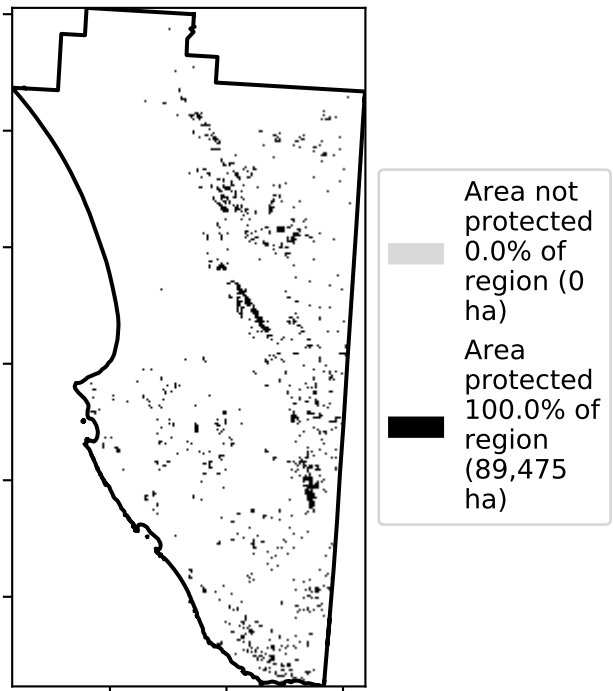 Area not
protected
0.0% of
region (0
ha)
Area
protected
100.0% of
region
(89,475
ha)